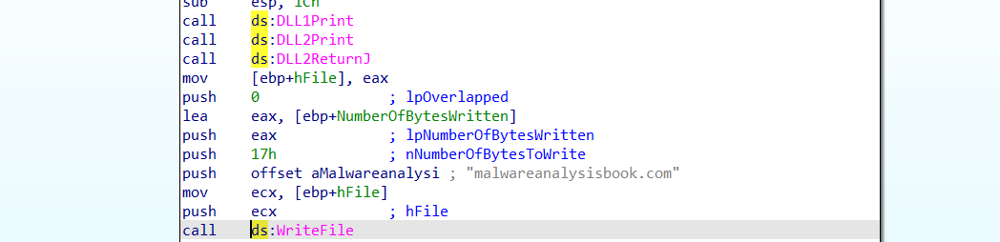 sub esp, 1Ch
call ds:DLL1Print
call ds:DLL2Print
call ds:DLL2ReturnJ
mov [ebp+hFile], eax
push 0 ; lpOverlapped
lea eax, [ebp+NumberOfBytesWritten]
push eax ; lpNumberOfBytesWritten
push 17h ; nNumberOfBytesToWrite
push offset aMalwareanalysi ; "malwareanalysisbook.com"
mov ecx, [ebp+hFile]
push ecx ; hFile
call ds:WriteFile